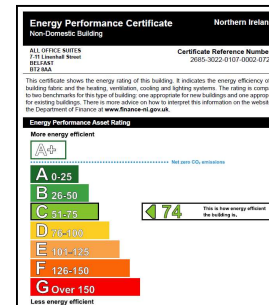 Energy Performance Certificate
Northern Irelan
Non-Domestic Building
ALL OFFICE SUITES
7-11 Linenhall Street
BELFAST
BT2 8AA
Certificate Reference Numbe
2685-3022-0107-0002-072
This certificate shows the energy rating of this building. It indicates the energy efficiency of
building fabric and the heating, ventilation, cooling and lighting systems. The rating is comp
to two benchmarks for this type of building: one appropriate for new buildings and one approp
for existing buildings. There is more advice on how to interpret this information on the website
the Department of Finance at www.finance-ni.gov.uk.
Energy Performance Asset Rating
More energy efficient
A+
Net zero CO₂ emissions
A 0-25
B 26-50
C 51-75
74
This is how energy efficient
the building is.
D 76-100
E 101-125
F 126-150
G Over 150
Less energy efficient